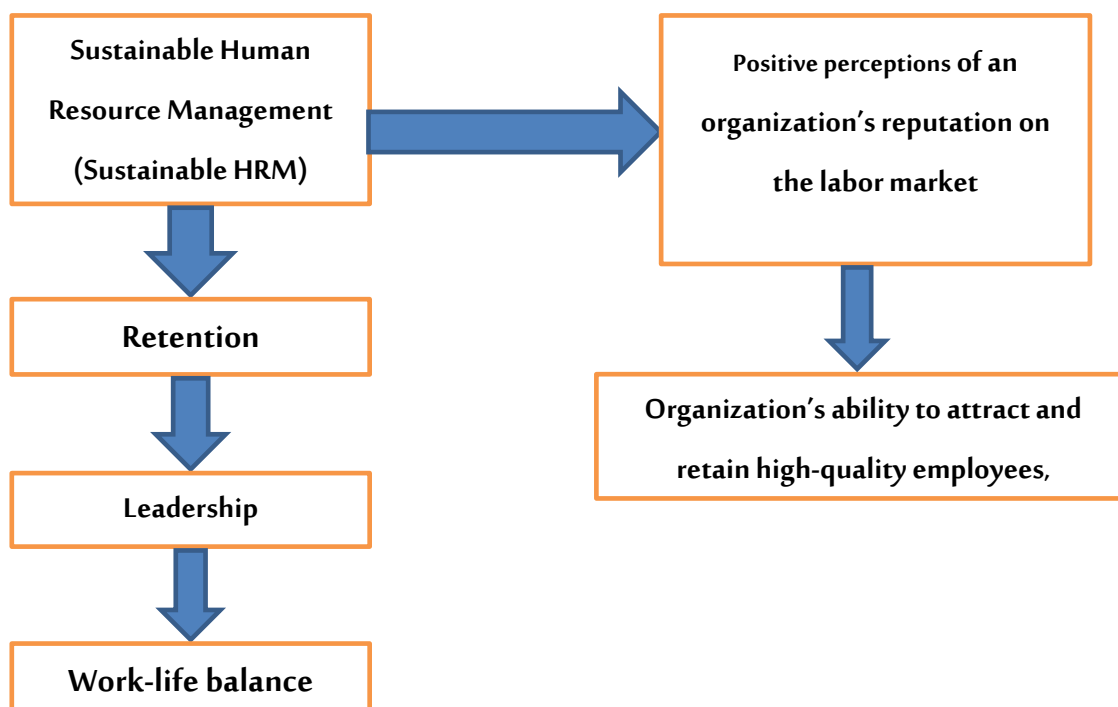 Sustainable Human
Resource Management
(Sustainable HRM)
Positive perceptions of an
organization’s reputation on
the labor market
Retention
Organization’s ability to attract and
retain high-quality employees,
Leadership
Work-life balance